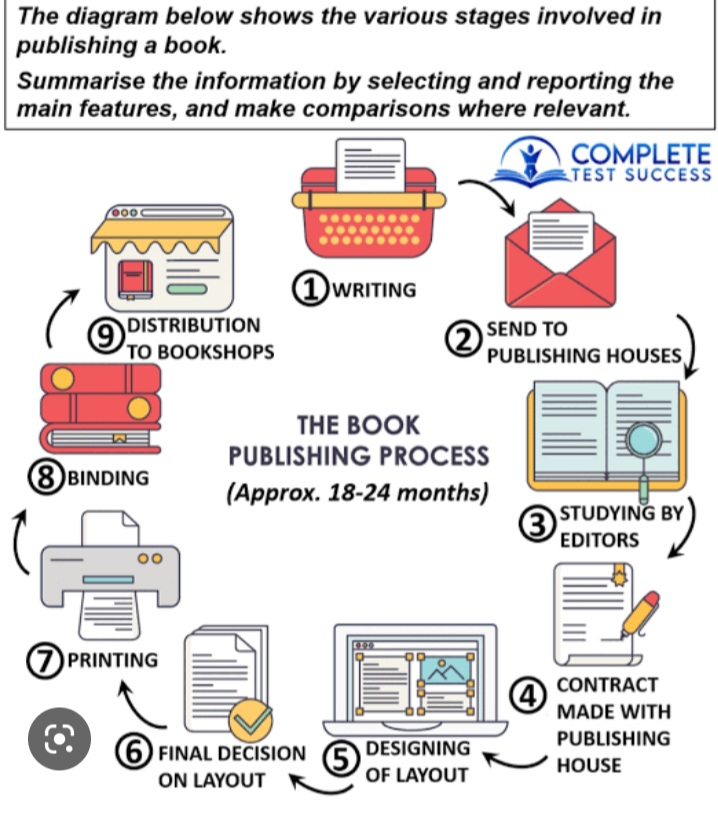 The diagram below shows the various stages involved in
publishing a book.
Summarise the information by selecting and reporting the
main features, and make comparisons where relevant.
COMPLETE
TEST SUCCESS
1 WRITING
2 SEND TO
PUBLISHING HOUSES
3 STUDYING BY
EDITORS
4 CONTRACT
MADE WITH
PUBLISHING
HOUSE
5 DESIGNING
OF LAYOUT
6 FINAL DECISION
ON LAYOUT
7 PRINTING
8 BINDING
9 DISTRIBUTION
TO BOOKSHOPS
THE BOOK
PUBLISHING PROCESS
(Approx. 18-24 months)